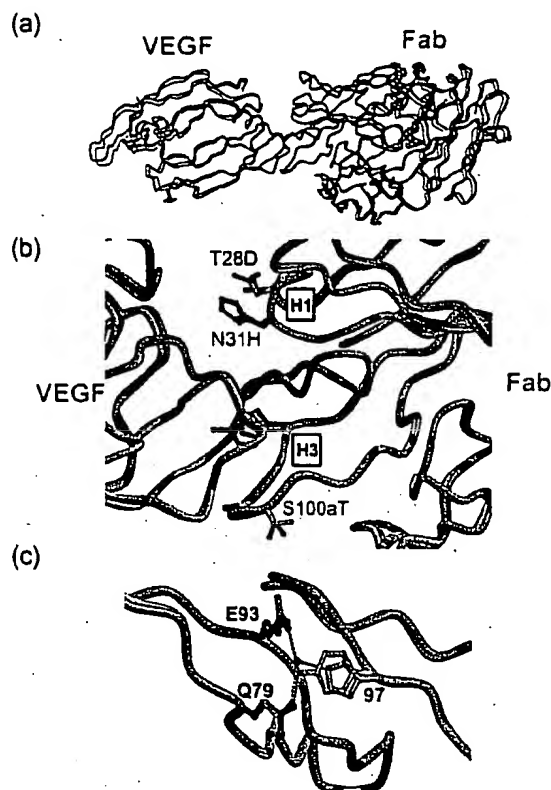 (a)
VEGF Fab
(b)
T28D
H1
N31H
VEGF Fab
H3
S100aT
(c)
E93
Q79
97